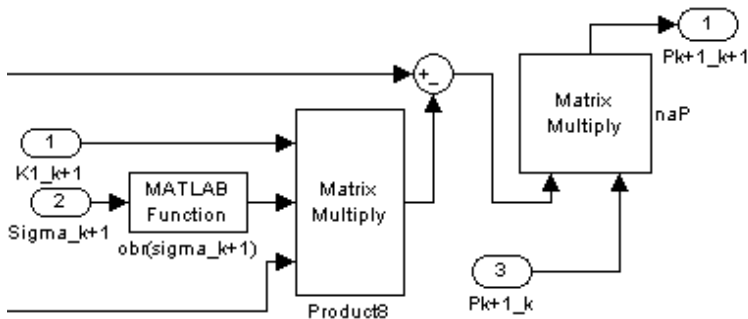 1
Pk+1_k+1
+
-
Matrix
Multiply
naP
1
K1_k+1
MATLAB
Function
Matrix
Multiply
2
Sigma_k+1
obr(sigma_k+1)
3
Pk+1_k
Product8